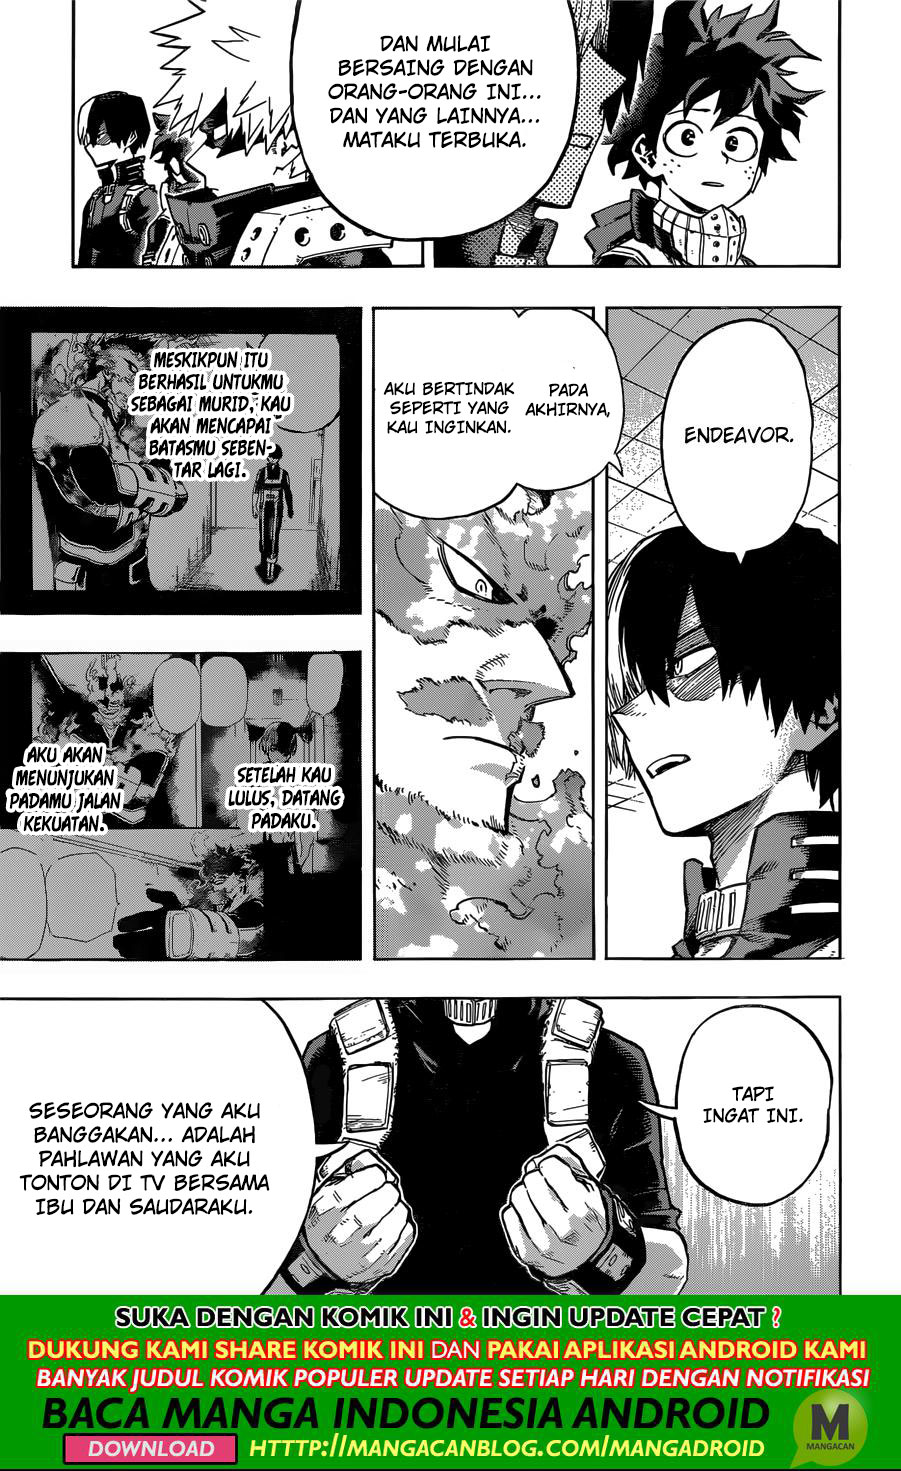 DAN MULAI
BERSAING DENGAN
ORANG-ORANG INI...
DAN YANG LAINNYA...
MATAKU TERBUKA.
ENDEAVOR.
PADA
AKHIRNYA,
AKU BERTINDAK
SEPERTI YANG
KAU INGINKAN.
MESKIKPUN ITU
BERHASIL UNTUKMU
SEBAGAI MURID, KAU
AKAN MENCAPAI
BATASMU SEBEN-
TAR LAGI.
SETELAH KAU
LULUS, DATANG
PADAKU.
AKU AKAN
MENUNJUKAN
PADAMU JALAN
KEKUATAN.
TAPI
INGAT INI.
SESEORANG YANG AKU
BANGGAKAN... ADALAH
PAHLAWAN YANG AKU
TONTON DI TV BERSAMA
IBU DAN SAUDARAKU.
SUKA DENGAN KOMIK INI & INGIN UPDATE CEPAT ?
DUKUNG KAMI SHARE KOMIK INI DAN PAKAI APLIKASI ANDROID KAMI
BANYAK JUDUL KOMIK POPULER UPDATE SETIAP HARI DENGAN NOTIFIKASI
BACA MANGA INDONESIA ANDROID
DOWNLOAD HTTTP://MANGACANBLOG.COM/MANGADROID
M
MANGACAN